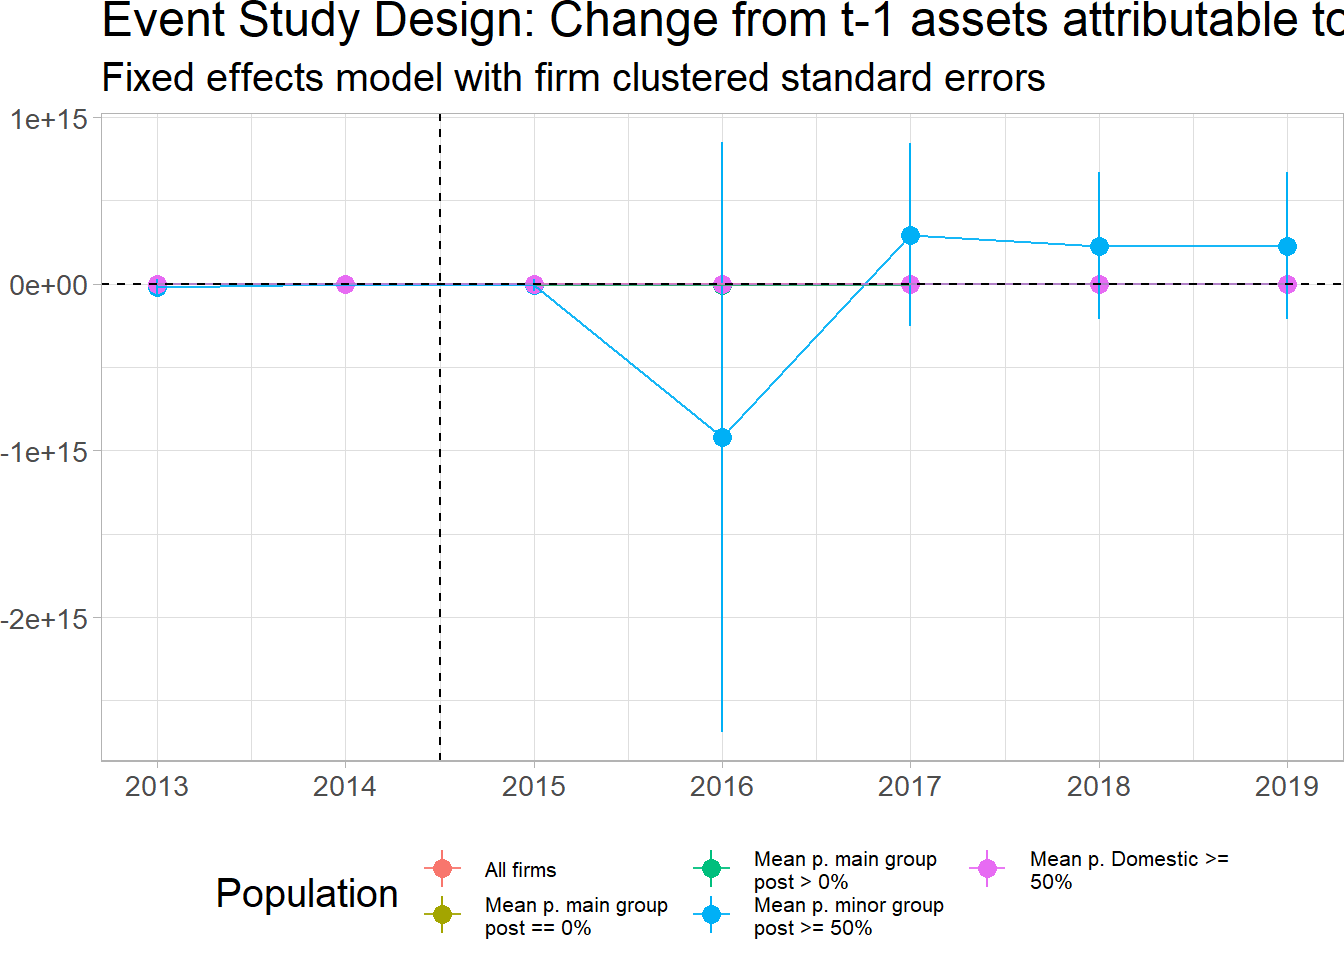 Event Study Design: Change from t-1 assets attributable to
Fixed effects model with firm clustered standard errors
1e+15
0e+00
-1e+15
-2e+15
2013 2014 2015 2016 2017 2018 2019
Population
All firms
Mean p. main group
post == 0%
Mean p. main group
post > 0%
Mean p. minor group
post >= 50%
Mean p. Domestic >=
50%